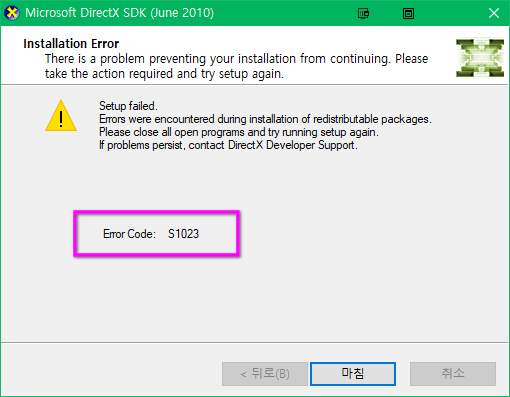 Microsoft DirectX SDK (June 2010)
Installation Error
There is a problem preventing your installation from continuing. Please
take the action required and try setup again.
Setup failed.
Errors were encountered during installation of redistributable packages.
Please close all open programs and try running setup again.
If problems persist, contact DirectX Developer Support.
Error Code: S1023
< 뒤로(B)
마침
취소